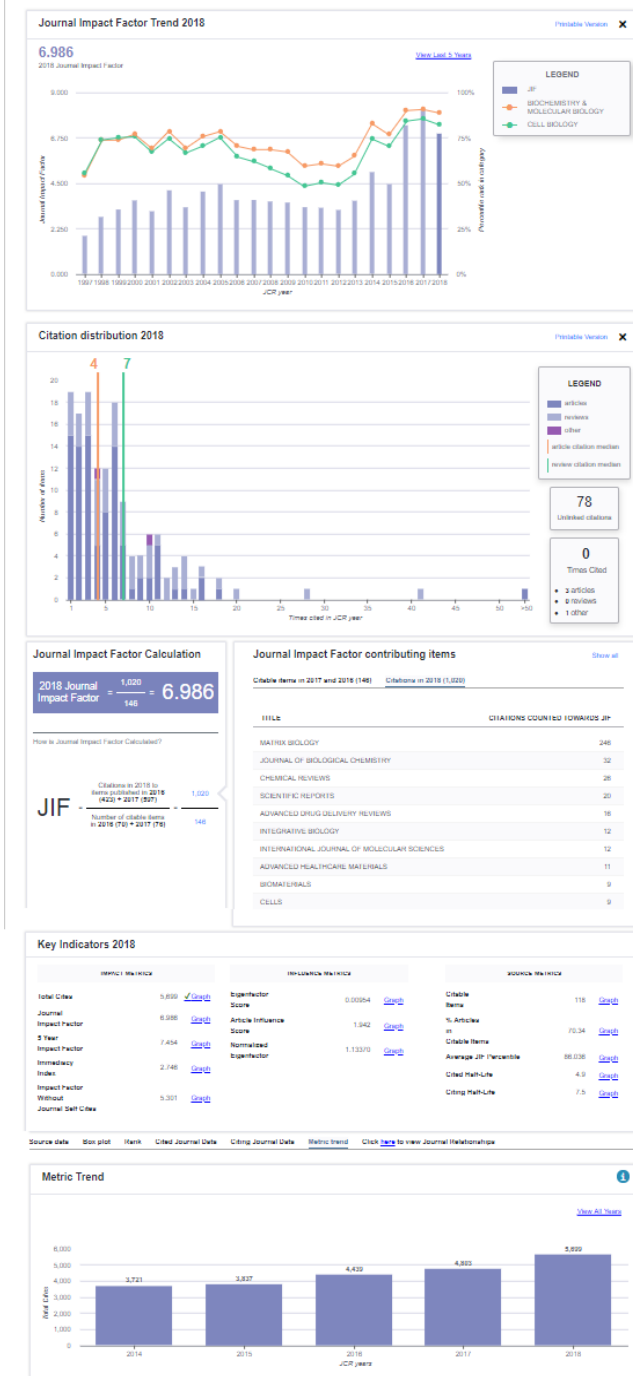 Journal Impact Factor Trend 2018
Printable Version X
6.986
2018 Journal Impact Factor
View Last 5 Years
LEGEND
JIF
BIOCHEMISTRY &
MOLECULAR BIOLOGY
CELL BIOLOGY
9.000
6.750
4.500
2.250
0.000
Journal Impact Factor
100%
75%
50%
25%
0%
Percentile rank in category
1997 1998 1999 2000 2001 2002 2003 2004 2005 2006 2007 2008 2009 2010 2011 2012 2013 2014 2015 2016 2017 2018
JCR year
Citation distribution 2018
Printable Version X
4 7
20
18
16
14
12
10
8
6
4
2
0
Number of items
1 5 10 15 20 25 30 35 40 45 50 >50
Times cited in JCR year
LEGEND
articles
reviews
other
article citation median
review citation median
78
Unlinked citations
0
Times Cited
• 3 articles
• 0 reviews
• 1 other
Journal Impact Factor Calculation
2018 Journal
Impact Factor = 1,020 / 146 = 6.986
How is Journal Impact Factor Calculated?
JIF =
Citations in 2018 to
items published in 2016
(423) + 2017 (597)
Number of citable items
in 2016 (70) + 2017 (76)
=
1,020
146
Journal Impact Factor contributing items
Show all
Citable items in 2017 and 2016 (146) Citations in 2018 (1,020)
TITLE CITATIONS COUNTED TOWARDS JIF
MATRIX BIOLOGY 246
JOURNAL OF BIOLOGICAL CHEMISTRY 32
CHEMICAL REVIEWS 26
SCIENTIFIC REPORTS 20
ADVANCED DRUG DELIVERY REVIEWS 16
INTEGRATIVE BIOLOGY 12
INTERNATIONAL JOURNAL OF MOLECULAR SCIENCES 12
ADVANCED HEALTHCARE MATERIALS 11
BIOMATERIALS 9
CELLS 9
Key Indicators 2018
IMPACT METRICS
Total Cites 5,699 ✓Graph
Journal
Impact Factor 6.986 Graph
5 Year
Impact Factor 7.454 Graph
Immediacy
Index 2.746 Graph
Impact Factor
Without
Journal Self Cites 5.301 Graph
INFLUENCE METRICS
Eigenfactor
Score 0.00954 Graph
Article Influence
Score 1.942 Graph
Normalized
Eigenfactor 1.13370 Graph
SOURCE METRICS
Citable
Items 118 Graph
% Articles
in
Citable Items 70.34 Graph
Average JIF Percentile 86.036 Graph
Cited Half-Life 4.9 Graph
Citing Half-Life 7.5 Graph
Source data Box plot Rank Cited Journal Data Citing Journal Data Metric trend Click here to view Journal Relationships
Metric Trend
i
View All Years
6,000
5,000
4,000
3,000
2,000
1,000
0
Total Cites
3,721
3,837
4,439
5,699
2014 2015 2016 2017 2018
JCR years